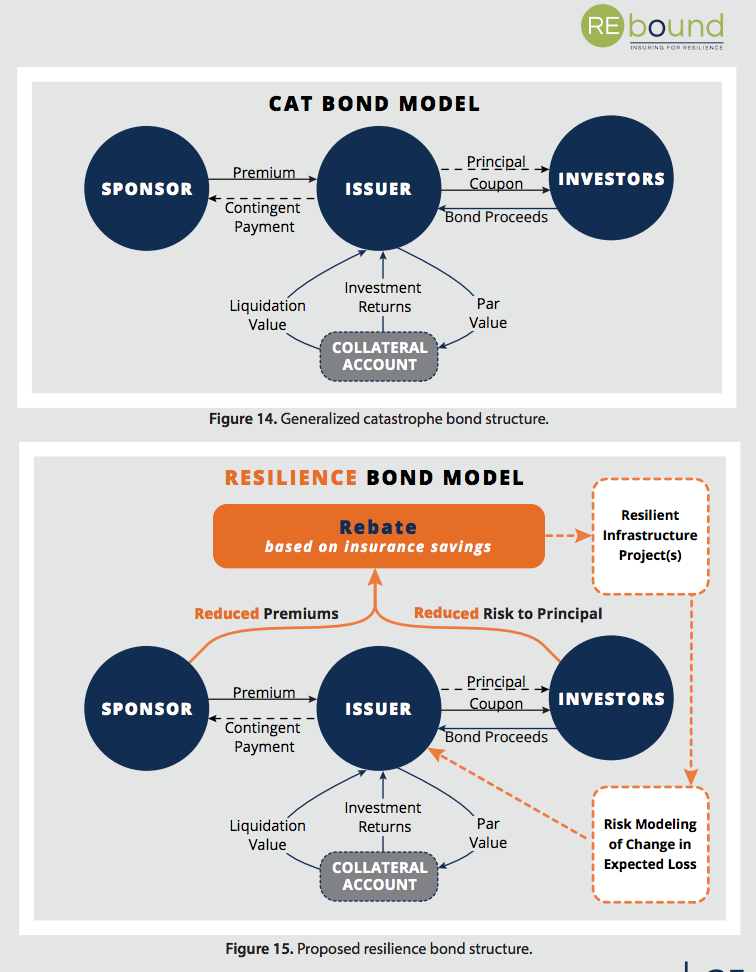 RE bound
INSURING FOR RESILIENCE
CAT BOND MODEL
SPONSOR
Premium
Contingent
Payment
ISSUER
Principal
Coupon
Bond Proceeds
INVESTORS
Liquidation
Value
Investment
Returns
Par
Value
COLLATERAL
ACCOUNT
Figure 14. Generalized catastrophe bond structure.
RESILIENCE BOND MODEL
Rebate
based on insurance savings
Resilient
Infrastructure
Project(s)
Reduced Premiums
Reduced Risk to Principal
SPONSOR
Premium
Contingent
Payment
ISSUER
Principal
Coupon
Bond Proceeds
INVESTORS
Liquidation
Value
Investment
Returns
Par
Value
COLLATERAL
ACCOUNT
Risk Modeling
of Change in
Expected Loss
Figure 15. Proposed resilience bond structure.